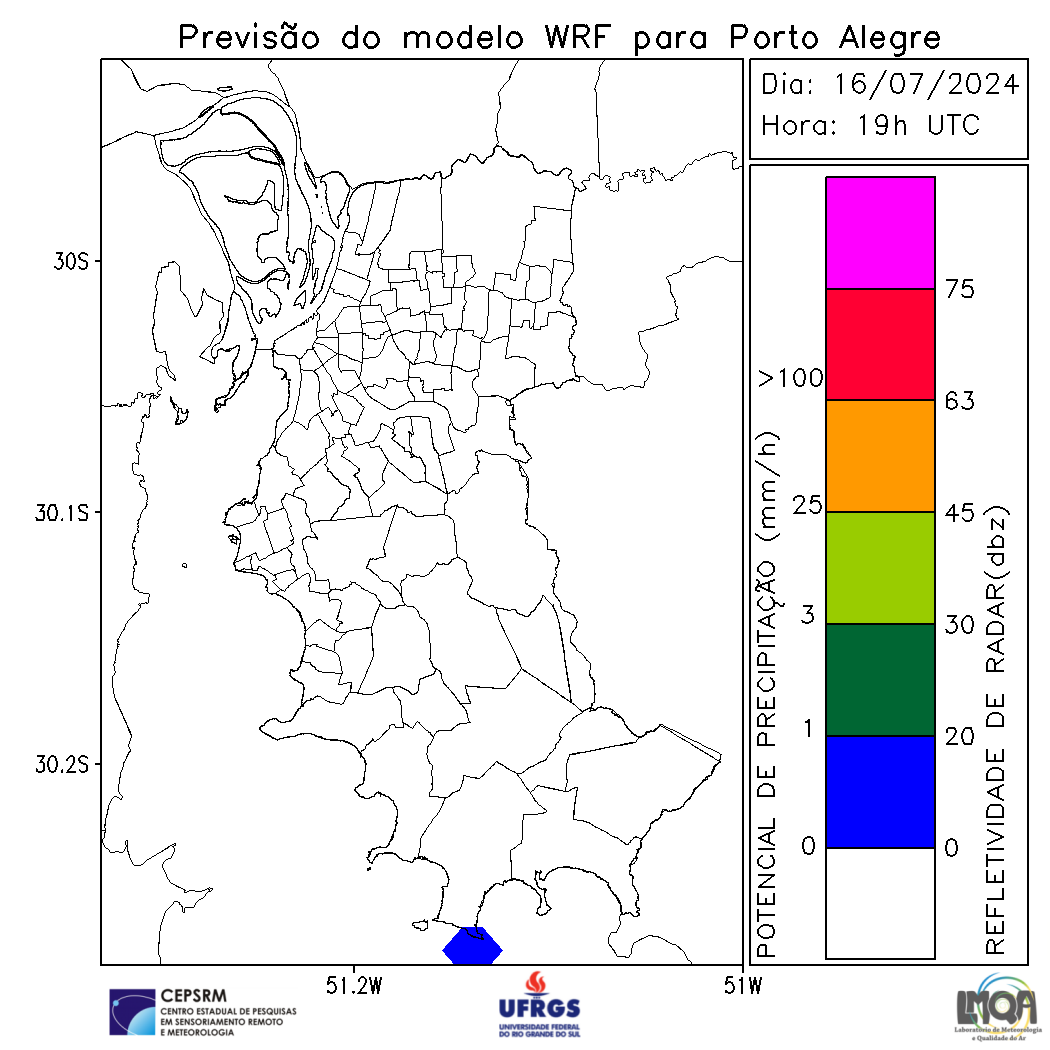 Previsão do modelo WRF para Porto Alegre
Dia: 16/07/2024
Hora: 19h UTC
30S
30.1S
30.2S
51.2W
51W
POTENCIAL DE PRECIPITAÇÃO (mm/h)
>100
25
3
1
0
75
63
45
30
20
0
REFLETIVIDADE DE RADAR(dbz)
CEPSRM
CENTRO ESTADUAL DE PESQUISAS
EM SENSORIAMENTO REMOTO
E METEOROLOGIA
UFRGS
UNIVERSIDADE FEDERAL
DO RIO GRANDE DO SUL
LMQA
Laboratório de Meteorologia
e Qualidade do Ar